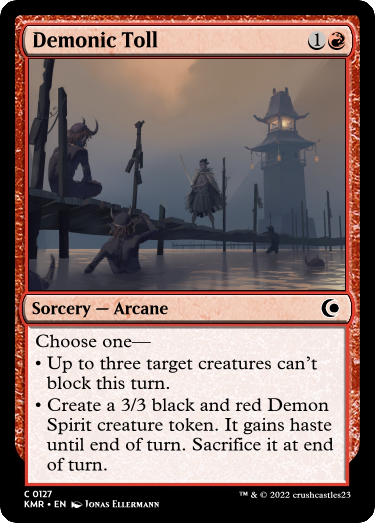 Demonic Toll
1
Sorcery — Arcane
Choose one—
• Up to three target creatures can't
block this turn.
• Create a 3/3 black and red Demon
Spirit creature token. It gains haste
until end of turn. Sacrifice it at end
of turn.
C 0127
KMR • EN Jonas Ellermann
™ & © 2022 crushcastles23